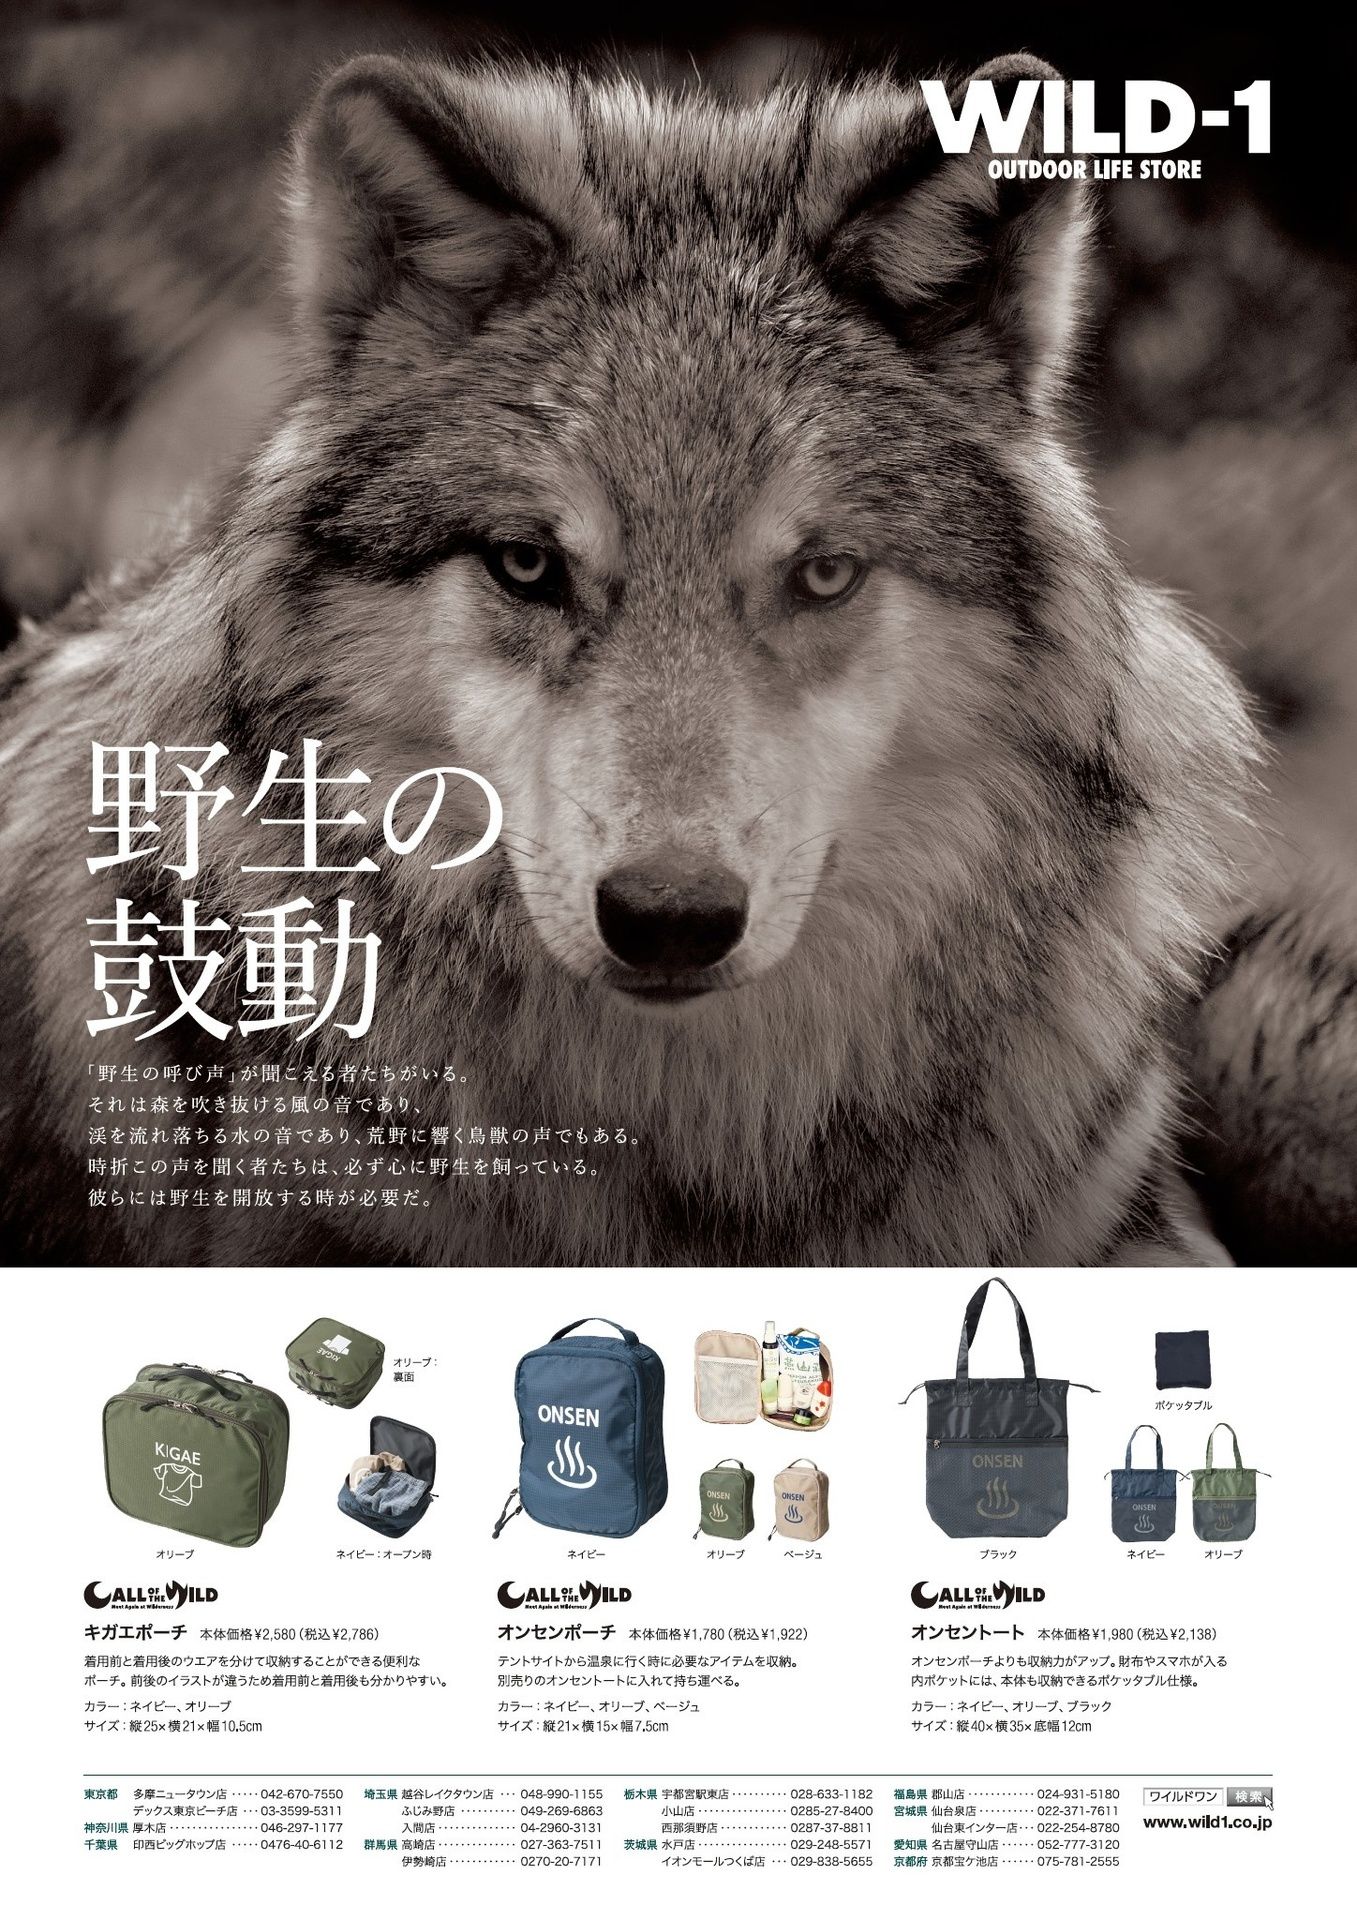 WILD-1
OUTDOOR LIFE STORE
野生の
鼓動
「野生の呼び声」が聞こえる者たちがいる。
それは森を吹き抜ける風の音であり、
渓を流れ落ちる水の音であり、荒野に響く鳥獣の声でもある。
時折この声を聞く者たちは、必ず心に野生を飼っている。
彼らには野生を開放する時が必要だ。
KIGAE
オリーブ
KIGAE
オリーブ：
裏面
ネイビー：オープン時
CALL OF THE WILD
Meet Again at Wilderness
キガエポーチ 本体価格¥2,580（税込¥2,786）
着用前と着用後のウエアを分けて収納することができる便利な
ポーチ。前後のイラストが違うため着用前と着用後も分かりやすい。
カラー：ネイビー、オリーブ
サイズ：縦25×横21×幅10.5cm
ONSEN
ネイビー
ONSEN
オリーブ
ONSEN
ベージュ
CALL OF THE WILD
Meet Again at Wilderness
オンセンポーチ 本体価格¥1,780（税込¥1,922）
テントサイトから温泉に行く時に必要なアイテムを収納。
別売りのオンセントートに入れて持ち運べる。
カラー：ネイビー、オリーブ、ベージュ
サイズ：縦21×横15×幅7.5cm
ONSEN
ブラック
ポケッタブル
ONSEN
ネイビー
ONSEN
オリーブ
CALL OF THE WILD
Meet Again at Wilderness
オンセントート 本体価格¥1,980（税込¥2,138）
オンセンポーチよりも収納力がアップ。財布やスマホが入る
内ポケットには、本体も収納できるポケッタブル仕様。
カラー：ネイビー、オリーブ、ブラック
サイズ：縦40×横35×底幅12cm
東京都 多摩ニュータウン店 ····· 042-670-7550
デックス東京ビーチ店 ··· 03-3599-5311
神奈川県 厚木店 ··············· 046-297-1177
千葉県 印西ビッグホップ店 ····· 0476-40-6112
埼玉県 越谷レイクタウン店 ··· 048-990-1155
ふじみ野店 ·········· 049-269-6863
入間店 ·············· 04-2960-3131
群馬県 高崎店 ·············· 027-363-7511
伊勢崎店 ············ 0270-20-7171
栃木県 宇都宮駅東店 ·········· 028-633-1182
小山店 ················ 0285-27-8400
西那須野店 ············ 0287-37-8811
茨城県 水戸店 ················ 029-248-5571
イオンモールつくば店 ··· 029-838-5655
福島県 郡山店 ············ 024-931-5180
宮城県 仙台泉店 ·········· 022-371-7611
仙台東インター店 ··· 022-254-8780
愛知県 名古屋守山店 ······ 052-777-3120
京都府 京都宝ケ池店 ······ 075-781-2555
ワイルドワン 検索
www.wild1.co.jp